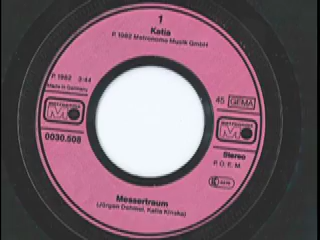 1
Katia
P. 1982 Metronome Musik GmbH
P. 1982 3:44
Made in Germany
45 GEMA
metronome
0030.508
Stereo
P. O. E. M.
Messertraum
(Jürgen Dehmel, Katia Kinska)